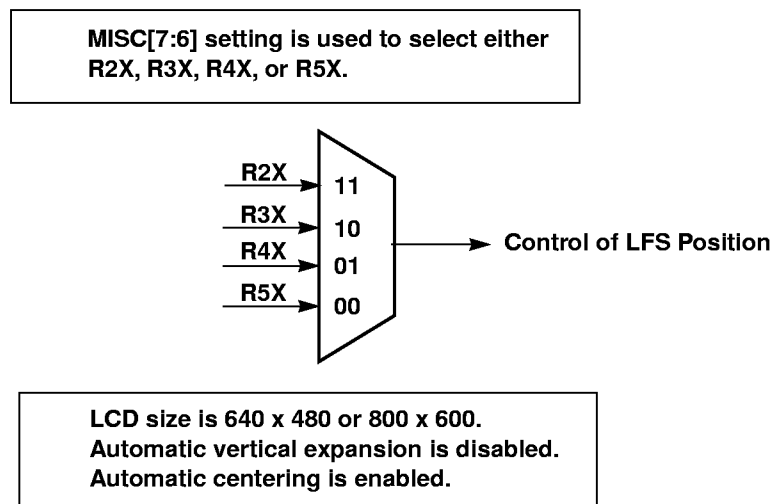 MISC[7:6] setting is used to select either
R2X, R3X, R4X, or R5X.
R2X
11
R3X
10
R4X
01
R5X
00
Control of LFS Position
LCD size is 640 x 480 or 800 x 600.
Automatic vertical expansion is disabled.
Automatic centering is enabled.